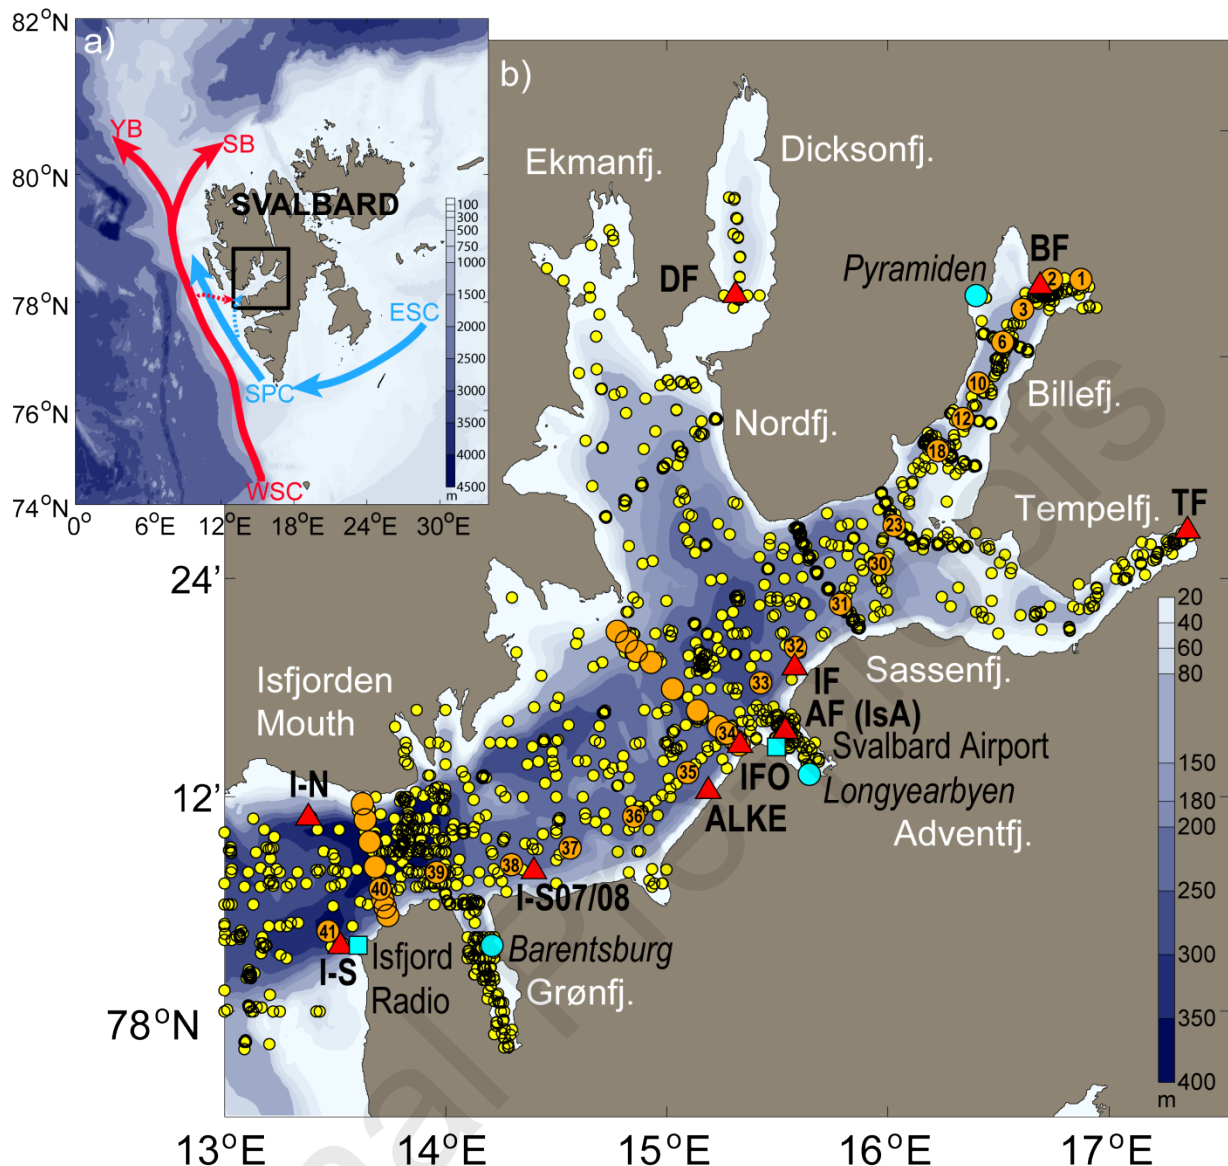 a)
82°N
80°N
78°N
76°N
74°N
0°
6°E
12°E
18°E
24°E
30°E
YB
SB
SVALBARD
ESC
SPC
WSC
100
300
500
750
1000
1500
2000
2500
3000
3500
4000
4500
m
b)
Ekmanfj.
Dicksonfj.
DF
Pyramiden
BF
2
1
3
6
10
12
18
Billefj.
Nordfj.
Tempelfj.
TF
23
30
31
32
33
34
35
36
37
38
39
40
41
Isfjorden
Mouth
IF
Sassenfj.
AF (IsA)
Svalbard Airport
IFO
Longyearbyen
ALKE
Adventfj.
I-N
I-S07/08
I-S
Isfjord
Radio
Barentsburg
Grønfj.
24’
12’
78°N
13°E
14°E
15°E
16°E
17°E
20
40
60
80
150
180
200
250
300
350
400
m